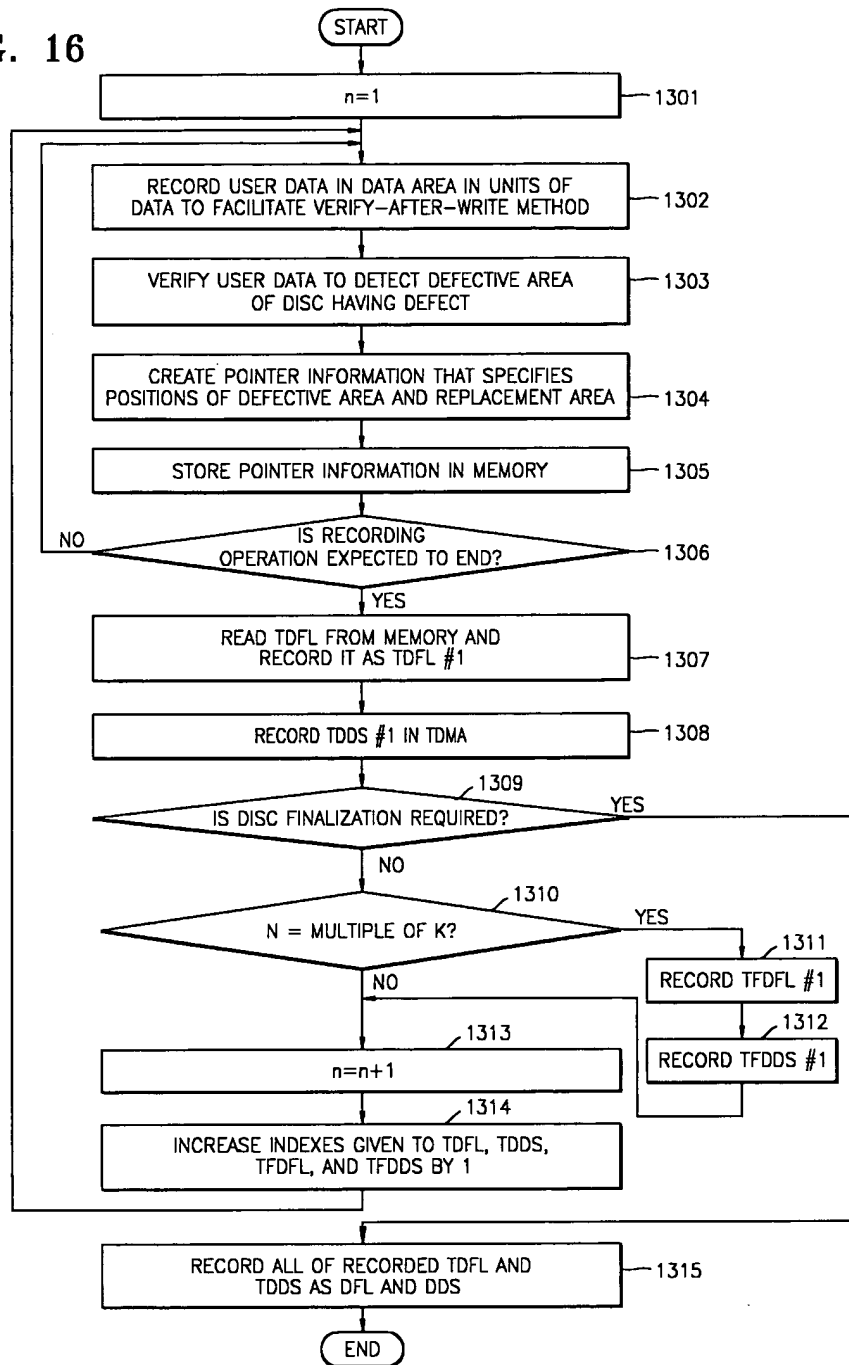 START
G. 16
n=1
1301
RECORD USER DATA IN DATA AREA IN UNITS OF
DATA TO FACILITATE VERIFY-AFTER-WRITE METHOD
1302
VERIFY USER DATA TO DETECT DEFECTIVE AREA
OF DISC HAVING DEFECT
1303
CREATE POINTER INFORMATION THAT SPECIFIES
POSITIONS OF DEFECTIVE AREA AND REPLACEMENT AREA
1304
STORE POINTER INFORMATION IN MEMORY
1305
NO
IS RECORDING
OPERATION EXPECTED TO END?
1306
YES
READ TDFL FROM MEMORY AND
RECORD IT AS TDFL #1
1307
RECORD TDDS #1 IN TDMA
1308
1309
IS DISC FINALIZATION REQUIRED?
YES
NO
1310
N = MULTIPLE OF K?
YES
1311
RECORD TFDFL #1
NO
1312
RECORD TFDDS #1
1313
n=n+1
1314
INCREASE INDEXES GIVEN TO TDFL, TDDS,
TFDFL, AND TFDDS BY 1
RECORD ALL OF RECORDED TDFL AND
TDDS AS DFL AND DDS
1315
END